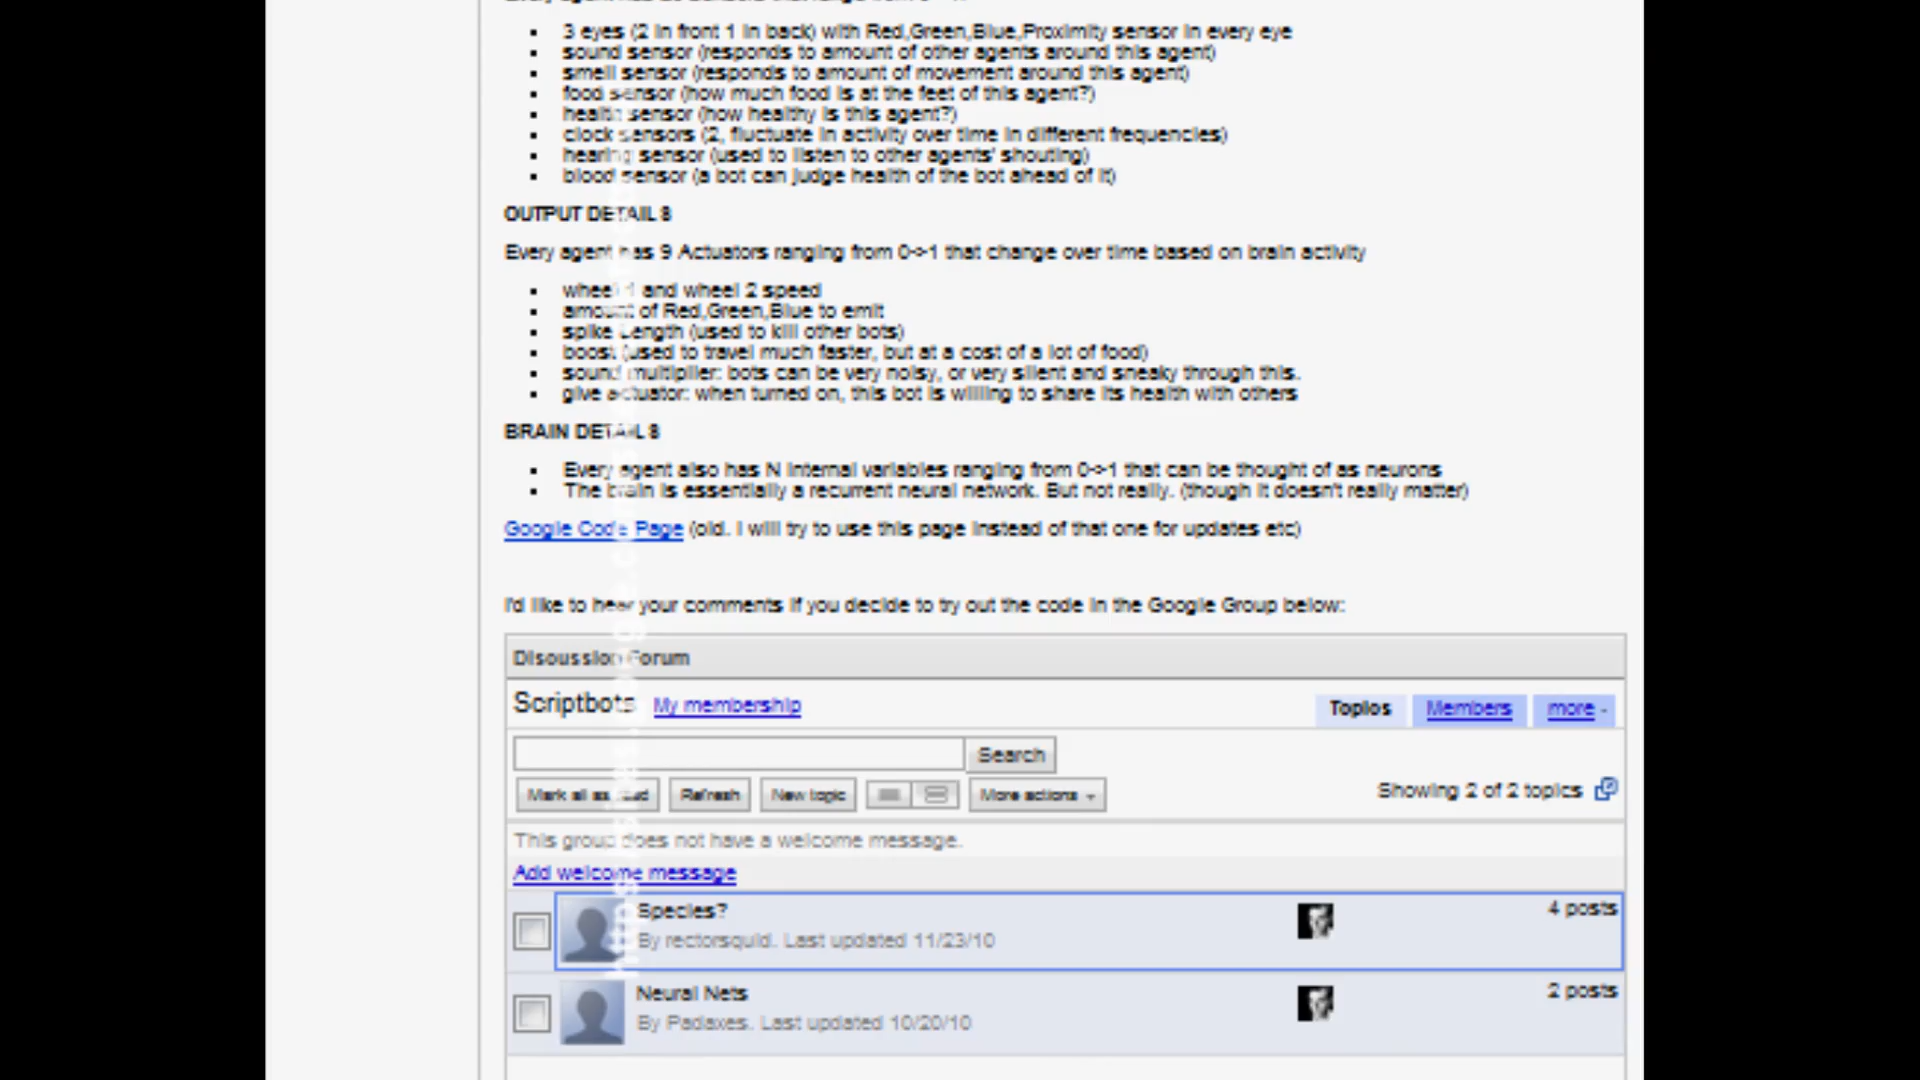 3 eyes (2 in front 1 in back) with Red,Green,Blue,Proximity sensor in every eye
sound sensor (responds to amount of other agents around this agent)
smell sensor (responds to amount of movement around this agent)
food sensor (how much food is at the feet of this agent?)
health sensor (how healthy is this agent?)
clock sensors (2, fluctuate in activity over time in different frequencies)
hearing sensor (used to listen to other agents' shouting)
blood sensor (a bot can judge health of the bot ahead of it)
OUTPUT DETAILS
Every agent has 9 Actuators ranging from 0->1 that change over time based on brain activity
wheel 1 and wheel 2 speed
amount of Red,Green,Blue to emit
spike Length (used to kill other bots)
boost (used to travel much faster, but at a cost of a lot of food)
sound multiplier: bots can be very noisy, or very silent and sneaky through this.
give actuator: when turned on, this bot is willing to share its health with others
BRAIN DETAILS
Every agent also has N internal variables ranging from 0->1 that can be thought of as neurons
The brain is essentially a recurrent neural network. But not really. (though it doesn't really matter)
Google Code Page (old. I will try to use this page instead of that one for updates etc)
I'd like to hear your comments if you decide to try out the code in the Google Group below:
Discussion Forum
Scriptbots My membership Topics Members more
Search
Mark all as read Refresh New topic More actions Showing 2 of 2 topics
This group does not have a welcome message.
Add welcome message
Species? 4 posts
By rectorsquid. Last updated 11/23/10
Neural Nets 2 posts
By Padaxes. Last updated 10/20/10